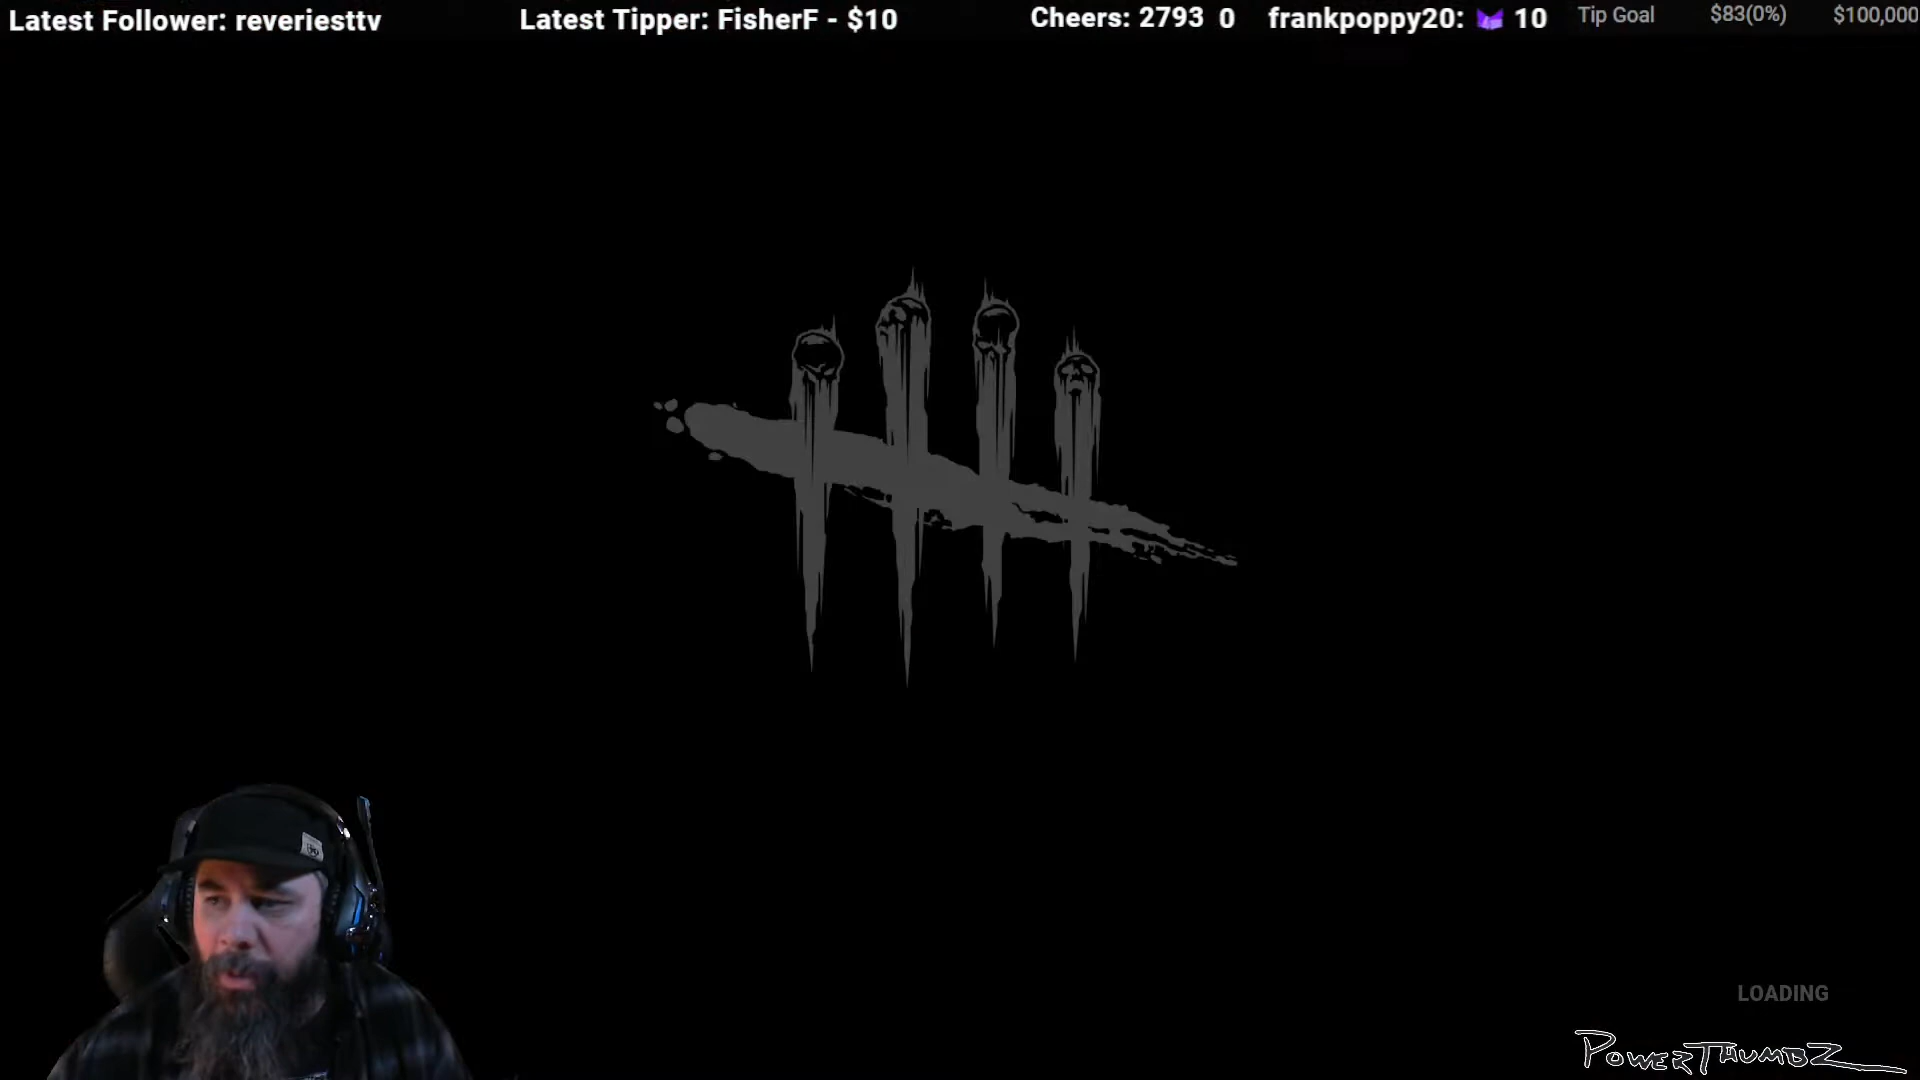 Latest Follower: reveriesttv
Latest Tipper: FisherF - $10
Cheers: 2793 0
frankpoppy20: 10
Tip Goal $83(0%) $100,000
LOADING
POWERTHUMBZ